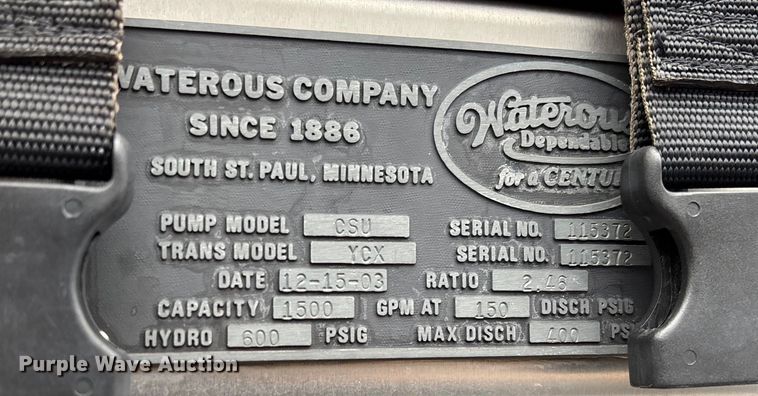 WATEROUS COMPANY
SINCE 1886
SOUTH ST. PAUL, MINNESOTA
Waterous
Dependable
for a
PUMP MODEL CSU SERIAL NO. 115372
TRANS MODEL YCX SERIAL NO. 115372
DATE 12-15-03 RATIO 2.46
CAPACITY 1500 GPM AT 150 DISCH PSIG
HYDRO 600 PSIG MAX DISCH 400
Purple Wave Auction